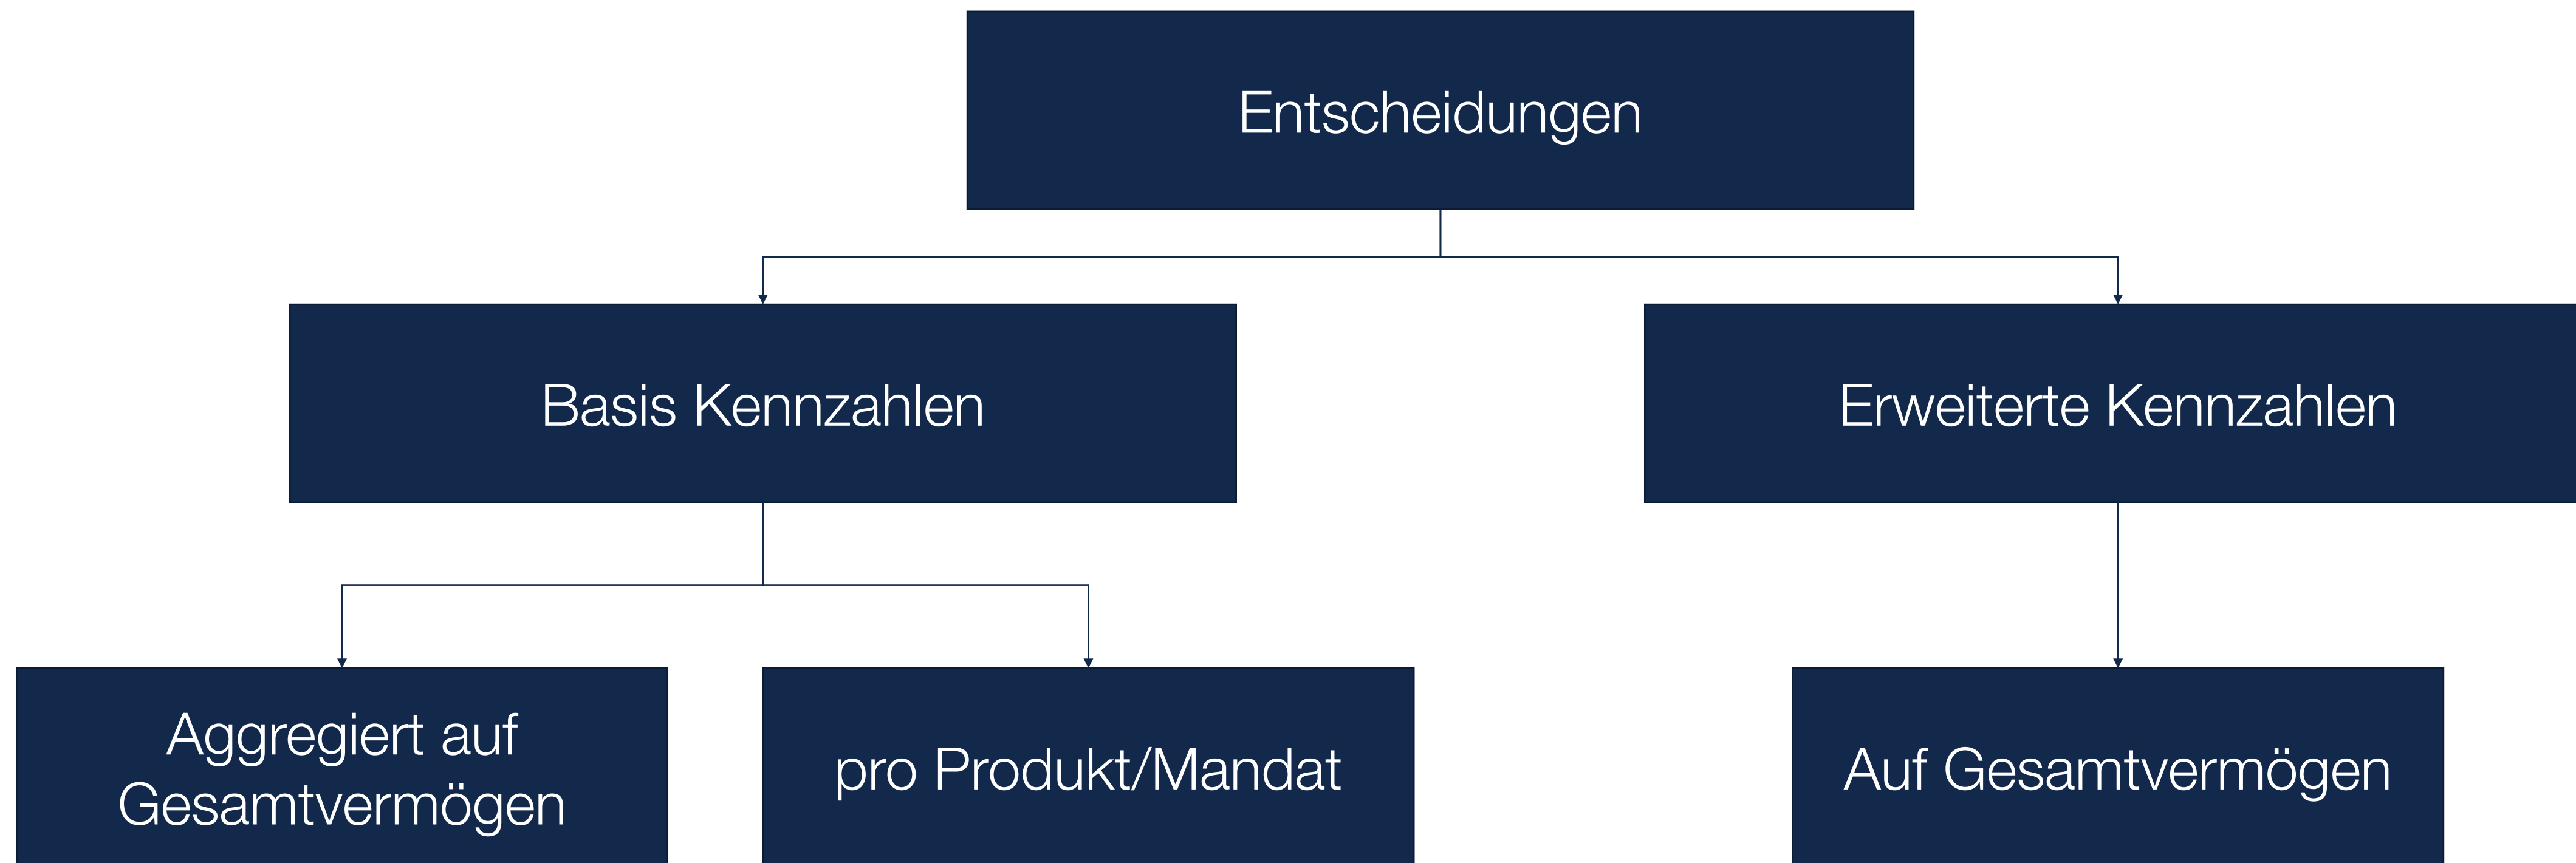 Entscheidungen
Basis Kennzahlen
Erweiterte Kennzahlen
Aggregiert auf
Gesamtvermögen
pro Produkt/Mandat
Auf Gesamtvermögen